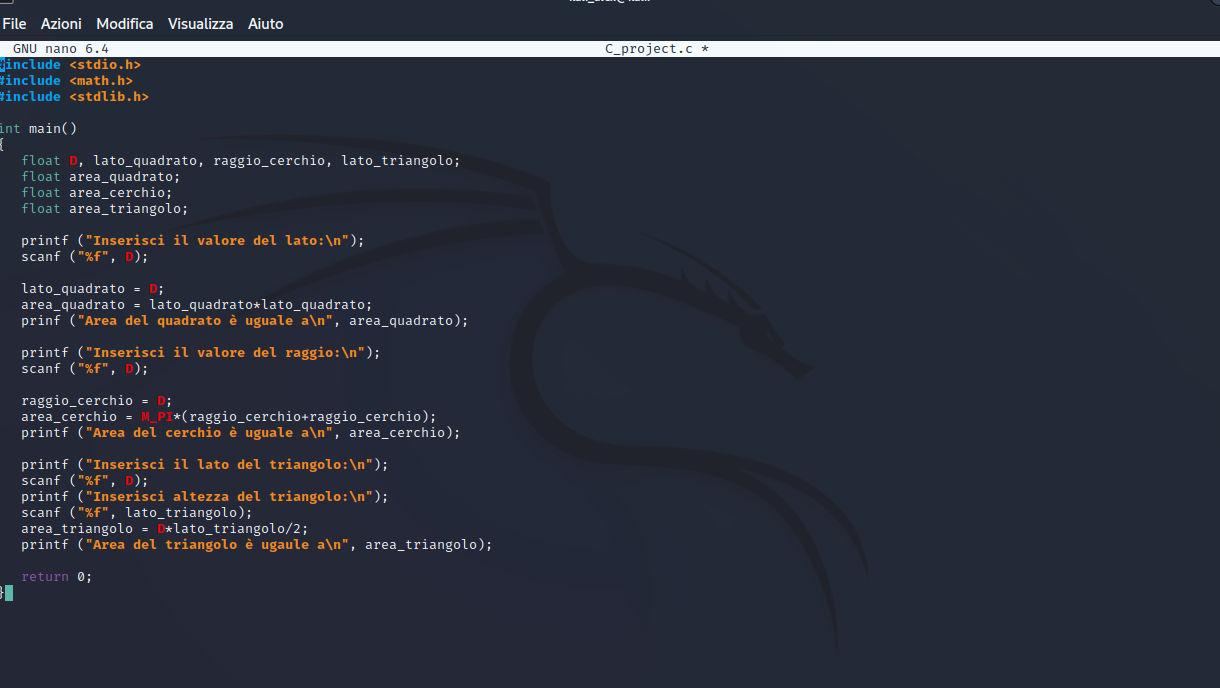 File Azioni Modifica Visualizza Aiuto
GNU nano 6.4 C_project.c *
#include <stdio.h>
#include <math.h>
#include <stdlib.h>
int main()
{
float D, lato_quadrato, raggio_cerchio, lato_triangolo;
float area_quadrato;
float area_cerchio;
float area_triangolo;
printf ("Inserisci il valore del lato:\n");
scanf ("%f", D);
lato_quadrato = D;
area_quadrato = lato_quadrato*lato_quadrato;
prinf ("Area del quadrato è uguale a\n", area_quadrato);
printf ("Inserisci il valore del raggio:\n");
scanf ("%f", D);
raggio_cerchio = D;
area_cerchio = M_PI*(raggio_cerchio+raggio_cerchio);
printf ("Area del cerchio è uguale a\n", area_cerchio);
printf ("Inserisci il lato del triangolo:\n");
scanf ("%f", D);
printf ("Inserisci altezza del triangolo:\n");
scanf ("%f", lato_triangolo);
area_triangolo = D*lato_triangolo/2;
printf ("Area del triangolo è ugaule a\n", area_triangolo);
return 0;
}